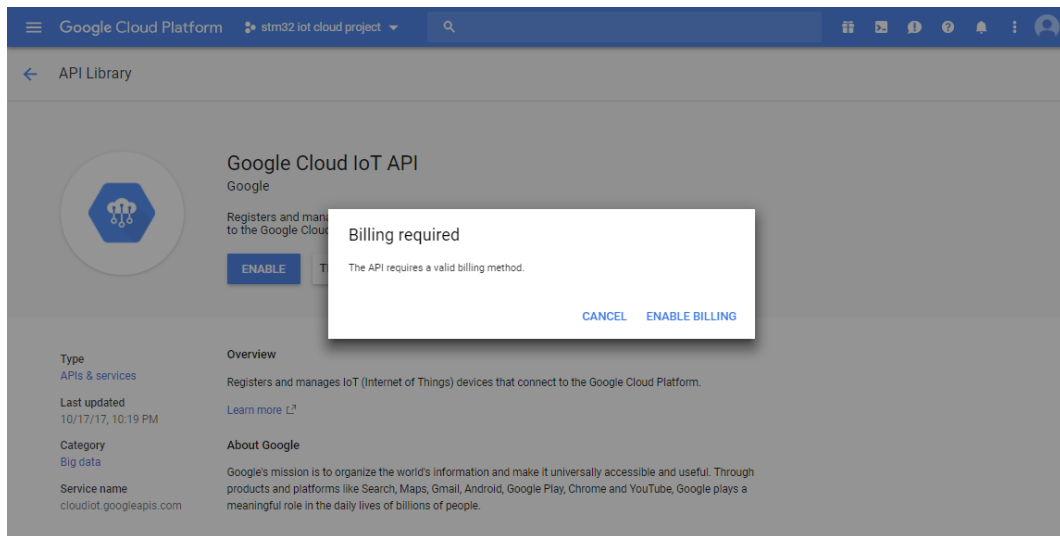 Google Cloud Platform
stm32 iot cloud project
API Library
Google Cloud IoT API
Google
Registers and
to the Google Cloud
Billing required
The API requires a valid billing method.
ENABLE
CANCEL ENABLE BILLING
Type
APIs & services
Last updated
10/17/17, 10:19 PM
Category
Big data
Service name
cloudiot.googleapis.com
Overview
Registers and manages IoT (Internet of Things) devices that connect to the Google Cloud Platform.
Learn more
About Google
Google's mission is to organize the world's information and make it universally accessible and useful. Through
products and platforms like Search, Maps, Gmail, Android, Google Play, Chrome and YouTube, Google plays a
meaningful role in the daily lives of billions of people.